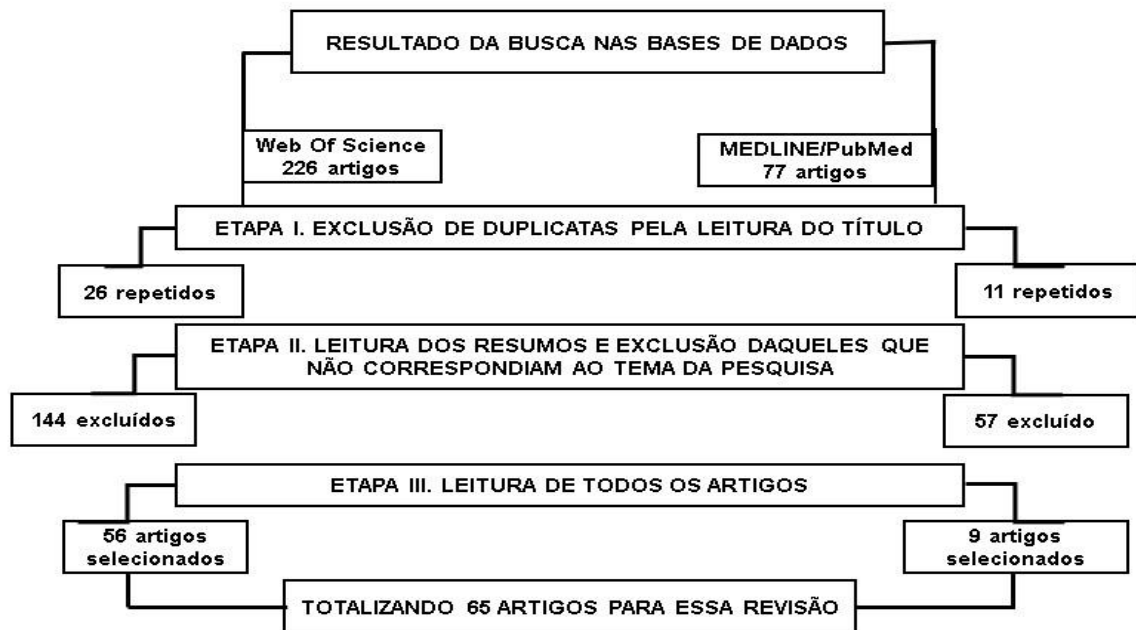 RESULTADO DA BUSCA NAS BASES DE DADOS
Web Of Science
226 artigos
MEDLINE/PubMed
77 artigos
ETAPA I. EXCLUSÃO DE DUPLICATAS PELA LEITURA DO TÍTULO
26 repetidos
11 repetidos
ETAPA II. LEITURA DOS RESUMOS E EXCLUSÃO DAQUELES QUE
NÃO CORRESPONDIAM AO TEMA DA PESQUISA
144 excluídos
57 excluído
ETAPA III. LEITURA DE TODOS OS ARTIGOS
56 artigos
selecionados
9 artigos
selecionados
TOTALIZANDO 65 ARTIGOS PARA ESSA REVISÃO